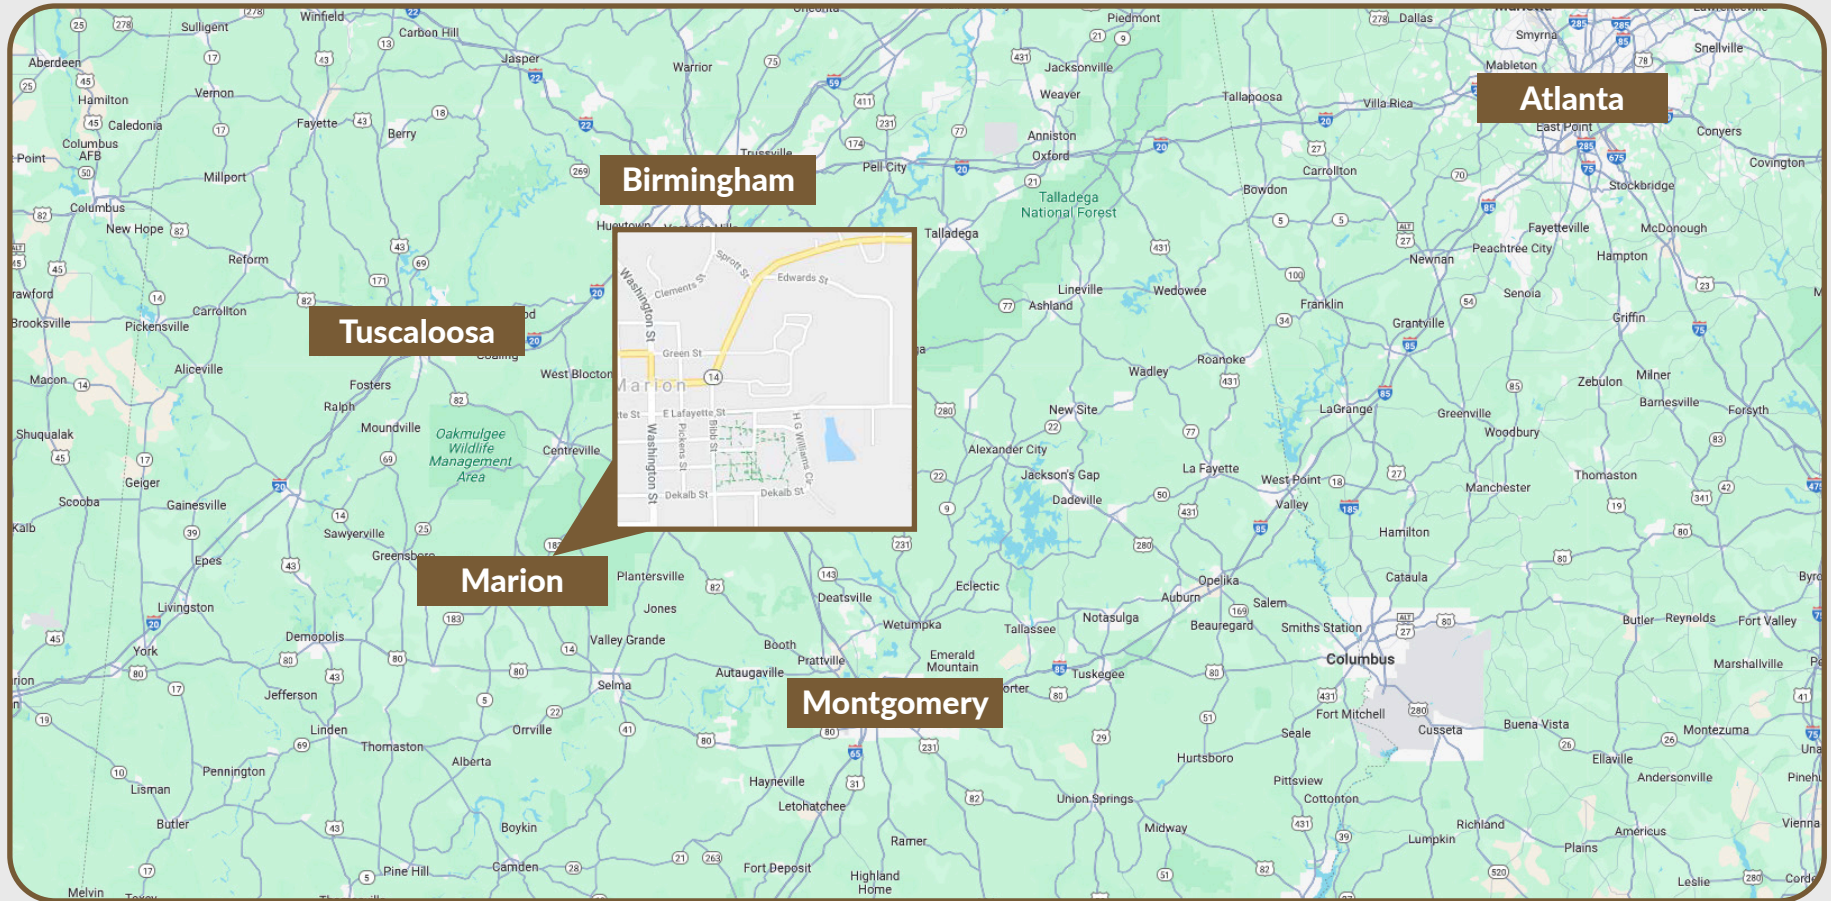 Winfield
Sulligent
Carbon Hill
Piedmont
Dallas
Smyrna
Snellville
Aberdeen
Jasper
Warrior
Jacksonville
Mableton
Hamilton
Vernon
Weaver
Tallapoosa
Villa Rica
Atlanta
Caledonia
Fayette
Berry
East Point
Conyers
Columbus
AFB
Point
Anniston
Trussville
Oxford
Pell City
Covington
Millport
Birmingham
Carrollton
Bowdon
Stockbridge
Columbus
Talladega
National Forest
New Hope
Hueytown
Talladega
Fayetteville
McDonough
Reform
Peachtree City
Newnan
Hampton
Lineville
Wedowee
Senoia
Carrollton
Ashland
Franklin
Griffin
Brooksville
Pickensville
Tuscaloosa
Grantville
Coaling
Aliceville
West Blocton
Roanoke
Macon
Fosters
Wadley
Zebulon
Milner
Ralph
New Site
LaGrange
Greenville
Barnesville
Forsyth
Moundville
Shuqualak
Oakmulgee
Wildlife
Management
Area
Centreville
Alexander City
Woodbury
Geiger
Jackson's Gap
La Fayette
West Point
Thomaston
Scooba
Gainesville
Dadeville
Valley
Manchester
Sawyerville
Hamilton
Epes
Greensboro
Marion
Plantersville
Eclectic
Opelika
Cataula
Livingston
Jones
Deatsville
Auburn
Salem
Demopolis
Valley Grande
Wetumpka
Tallassee
Notasulga
Beauregard
Smiths Station
Butler
Reynolds
Fort Valley
York
Booth
Prattville
Emerald
Mountain
Columbus
Marshallville
Autaugaville
Tuskegee
Jefferson
Selma
Montgomery
Fort Mitchell
Linden
Orrville
Cusseta
Buena Vista
Montezuma
Thomaston
Seale
Alberta
Hurtsboro
Ellaville
Pennington
Hayneville
Pittsview
Andersonville
Lisman
Letohatchee
Union Springs
Cottonton
Butler
Boykin
Midway
Richland
Americus
Vienna
Ramer
Lumpkin
Plains
Camden
Fort Deposit
Pine Hill
Highland
Home
Leslie
Melvin
Washington St
Clements St
Sprott St
Edwards St
Green St
Marion
14
E Lafayette St
Washington St
Pickens St
Bibb St
H G Williams Cir
Dekalb St
Dekalb St